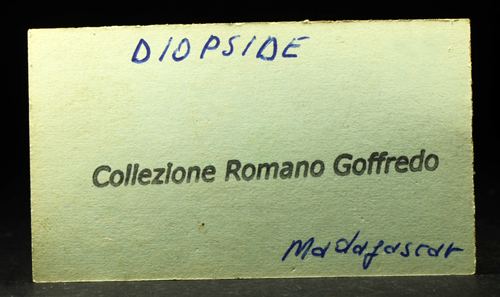 DIOPSIDE
Collezione Romano Goffredo
Madagascar